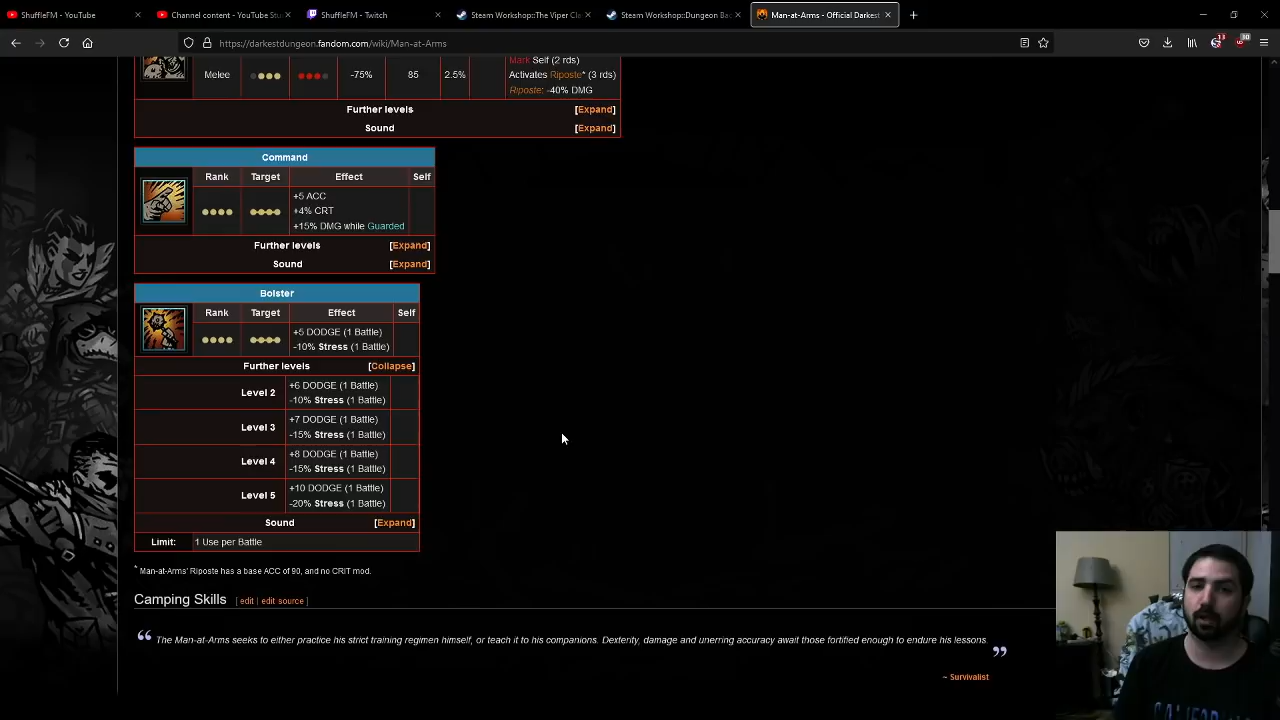 ShuffleFM - YouTube
Channel content - YouTube Stu
ShuffleFM - Twitch
Steam Workshop::The Viper Cla
Steam Workshop::Dungeon Bac
Man-at-Arms - Official Darkest
https://darkestdungeon.fandom.com/wiki/Man-at-Arms
Melee
-75%
85
2.5%
Mark Self (2 rds)
Activates Riposte* (3 rds)
Riposte: -40% DMG
Further levels [Expand]
Sound [Expand]
Command
Rank Target Effect Self
+5 ACC
+4% CRT
+15% DMG while Guarded
Further levels [Expand]
Sound [Expand]
Bolster
Rank Target Effect Self
+5 DODGE (1 Battle)
-10% Stress (1 Battle)
Further levels [Collapse]
Level 2
+6 DODGE (1 Battle)
-10% Stress (1 Battle)
Level 3
+7 DODGE (1 Battle)
-15% Stress (1 Battle)
Level 4
+8 DODGE (1 Battle)
-15% Stress (1 Battle)
Level 5
+10 DODGE (1 Battle)
-20% Stress (1 Battle)
Sound [Expand]
Limit: 1 Use per Battle
* Man-at-Arms' Riposte has a base ACC of 90, and no CRIT mod.
Camping Skills [ edit | edit source ]
“ The Man-at-Arms seeks to either practice his strict training regimen himself, or teach it to his companions. Dexterity, damage and unerring accuracy await those fortified enough to endure his lessons. ”
~ Survivalist